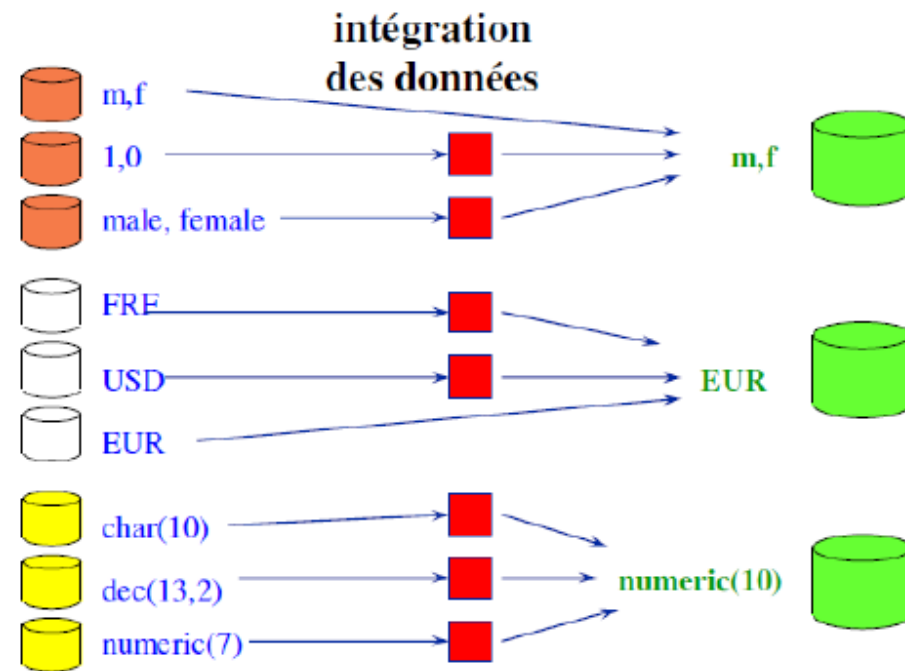 intégration
des données
m,f
1,0
male, female
m,f
FRF
USD
EUR
EUR
char(10)
dec(13,2)
numeric(7)
numeric(10)